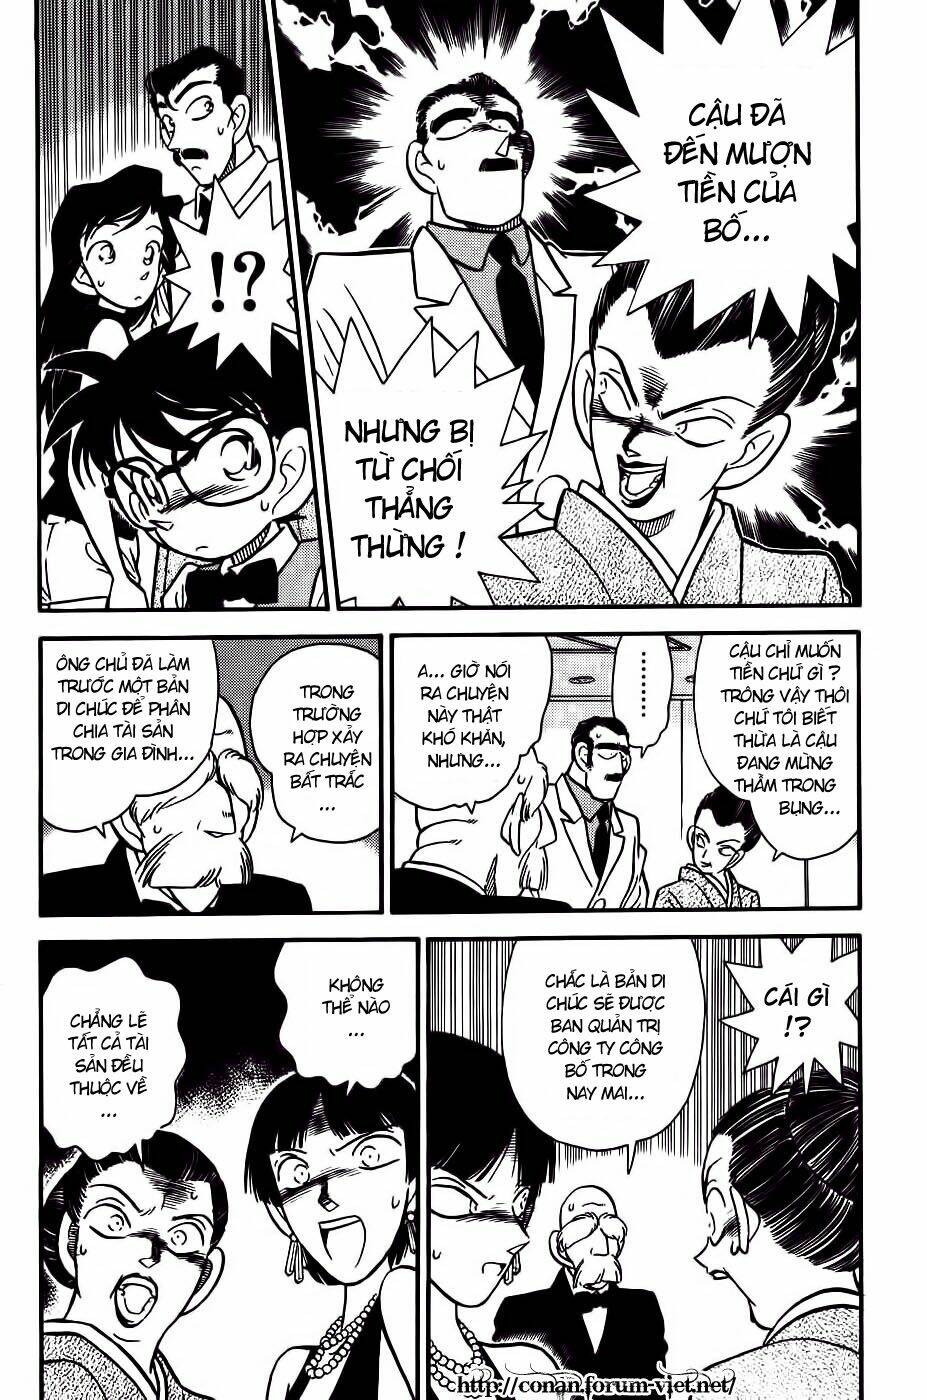 CẬU ĐÃ
ĐẾN MƯỢN
TIỀN CỦA
BỐ...
NHƯNG BỊ
TỪ CHỐI
THẲNG
THỪNG !
!?
CẬU CHỈ MUỐN
TIỀN CHỨ GÌ ?
TRÔNG VẬY THÔI
CHỨ TÔI BIẾT
THỪA LÀ CẬU
ĐANG MỪNG
THẦM TRONG
BỤNG...
.........
A... GIỜ NÓI
RA CHUYỆN
NÀY THẬT
KHÓ KHĂN,
NHƯNG...
TRONG
TRƯỜNG
HỢP XẢY
RA CHUYỆN
BẤT TRẮC
...
ÔNG CHỦ ĐÃ LÀM
TRƯỚC MỘT BẢN
DI CHÚC ĐỂ PHÂN
CHIA TÀI SẢN
TRONG GIA ĐÌNH...
CÁI GÌ
!?
CHẮC LÀ BẢN DI
CHÚC SẼ ĐƯỢC
BAN QUẢN TRỊ
CÔNG TY CÔNG
BỐ TRONG
NAY MAI...
KHÔNG
THỂ NÀO
...
CHẲNG LẼ
TẤT CẢ TÀI
SẢN ĐỀU
THUỘC VỀ
...
http://conan.forum-viet.net/